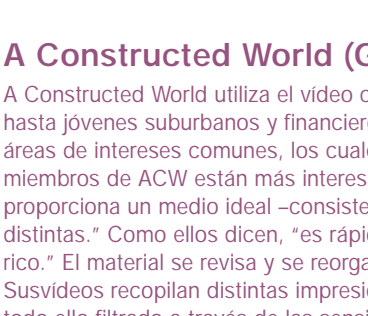 A Constructed World (G
A Constructed World utiliza el vídeo c
hasta jóvenes suburbanos y financier
áreas de intereses comunes, los cual
miembros de ACW están más interes
proporciona un medio ideal –consiste
distintas.” Como ellos dicen, “es rápi
rico.” El material se revisa y se reorga
Susvídeos recopilan distintas impresi